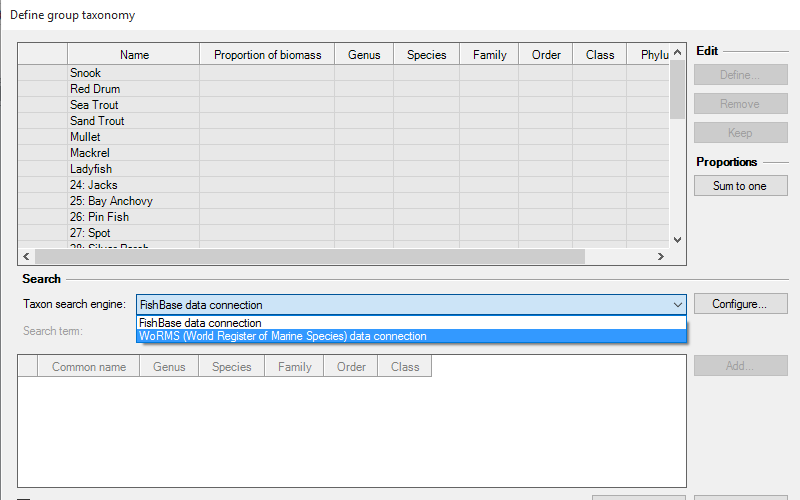 Define group taxonomy
Name Proportion of biomass Genus Species Family Order Class Phylu
Edit
Snook
Define...
Red Drum
Sea Trout
Remove
Sand Trout
Mullet
Keep
Mackrel
Ladyfish
Proportions
24: Jacks
Sum to one
25: Bay Anchovy
26: Pin Fish
27: Spot
28: Silver Perch
Search
Taxon search engine: FishBase data connection Configure...
FishBase data connection
Search term:
WoRMS (World Register of Marine Species) data connection
Common name Genus Species Family Order Class
Add...